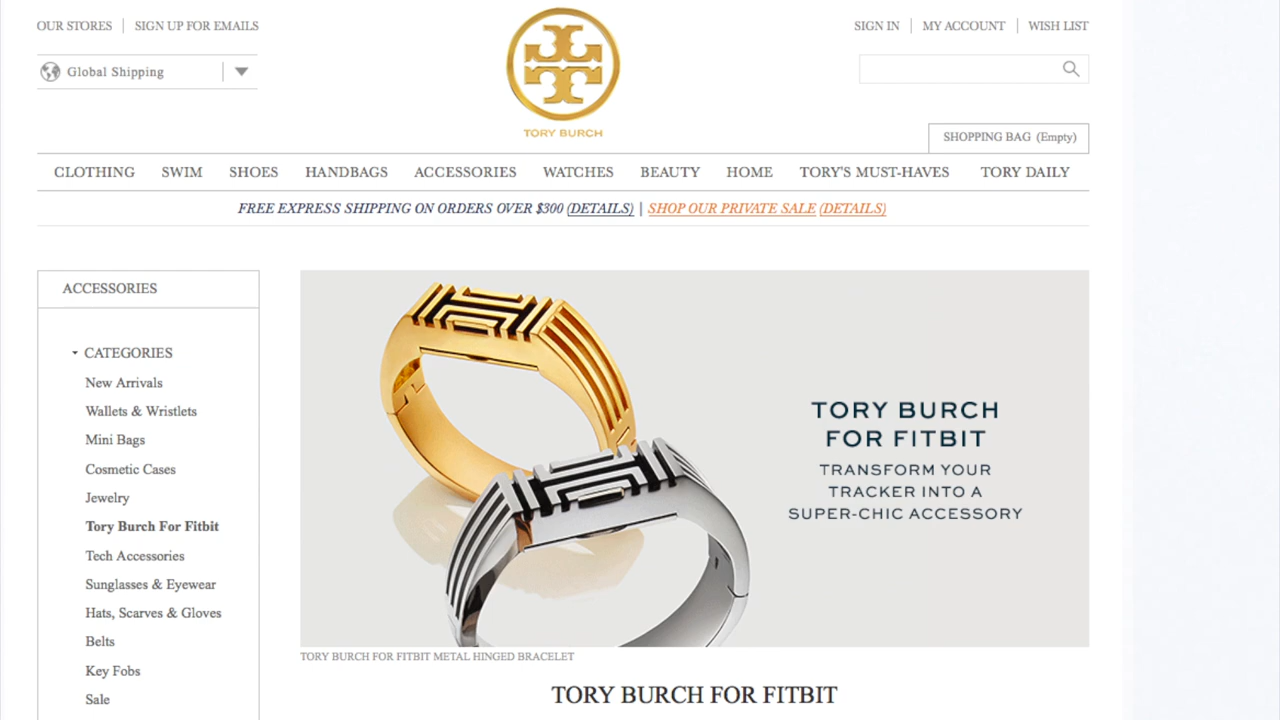 OUR STORES
SIGN UP FOR EMAILS
SIGN IN
MY ACCOUNT
WISH LIST
Global Shipping
TORY BURCH
SHOPPING BAG (Empty)
CLOTHING SWIM SHOES HANDBAGS ACCESSORIES WATCHES BEAUTY HOME TORY'S MUST-HAVES TORY DAILY
FREE EXPRESS SHIPPING ON ORDERS OVER $300 (DETAILS) | SHOP OUR PRIVATE SALE (DETAILS)
ACCESSORIES
CATEGORIES
New Arrivals
Wallets & Wristlets
Mini Bags
Cosmetic Cases
Jewelry
Tory Burch For Fitbit
Tech Accessories
Sunglasses & Eyewear
Hats, Scarves & Gloves
Belts
Key Fobs
Sale
TORY BURCH
FOR FITBIT
TRANSFORM YOUR
TRACKER INTO A
SUPER-CHIC ACCESSORY
TORY BURCH FOR FITBIT METAL HINGED BRACELET
TORY BURCH FOR FITBIT